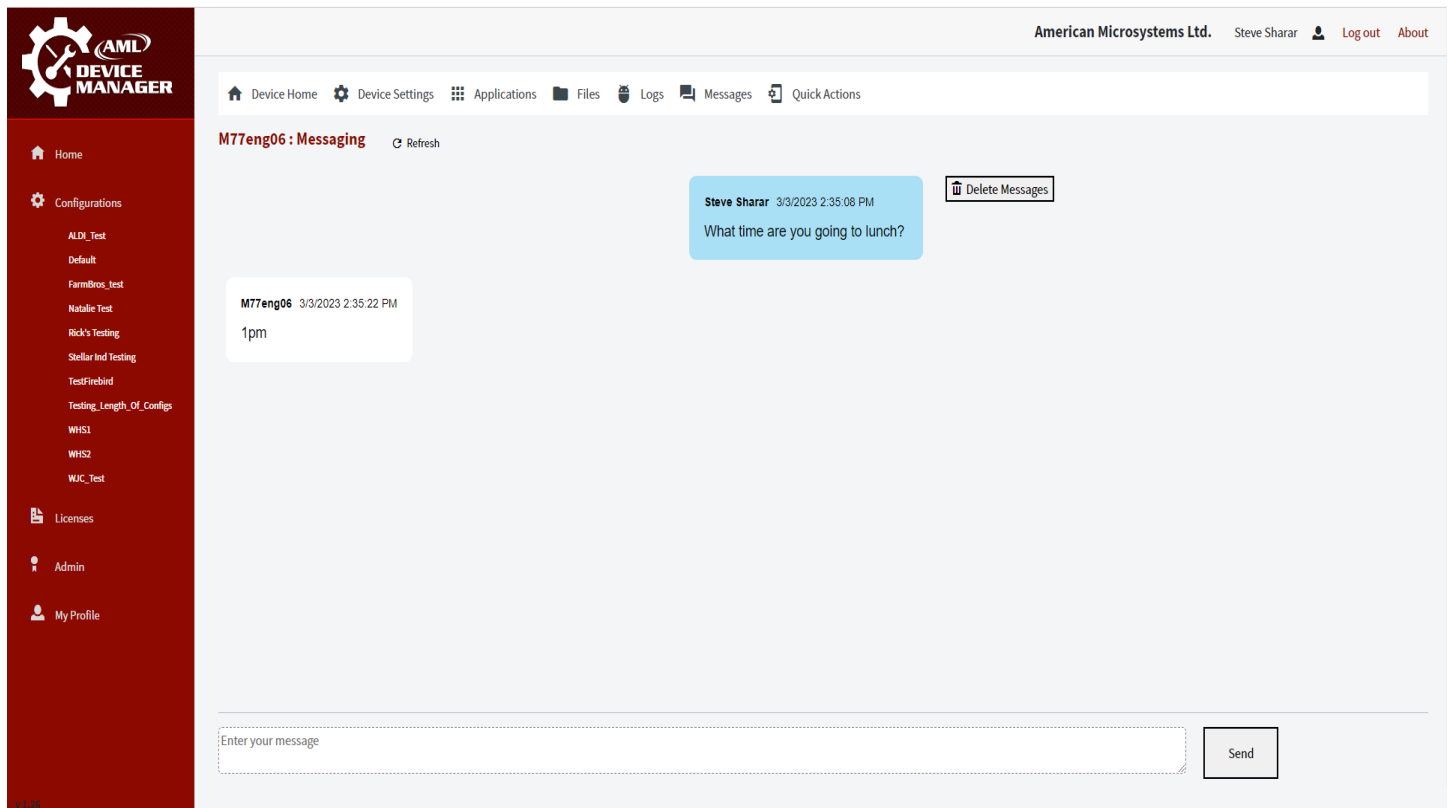 AML
DEVICE
MANAGER
American Microsystems Ltd. Steve Sharar Log out About
Device Home Device Settings Applications Files Logs Messages Quick Actions
M77eng06 : Messaging Refresh
Home
Configurations
ALDI_Test
Default
FarmBros_test
Natalie Test
Rick's Testing
Stellar Ind Testing
TestFirebird
Testing_Length_Of_Configs
WHS1
WHS2
WJC_Test
Licenses
Admin
My Profile
Steve Sharar 3/3/2023 2:35:08 PM
What time are you going to lunch?
Delete Messages
M77eng06 3/3/2023 2:35:22 PM
1pm
Enter your message
Send